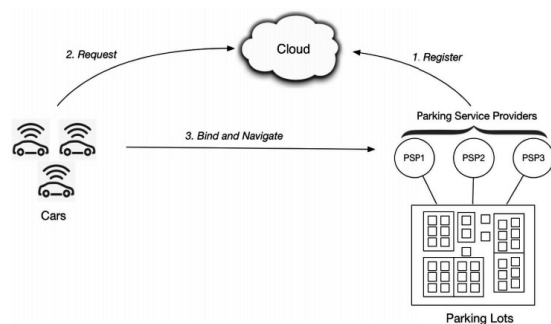 2. Request
Cloud
1. Register
Parking Service Providers
3. Bind and Navigate
PSP1
PSP2
PSP3
Cars
Parking Lots